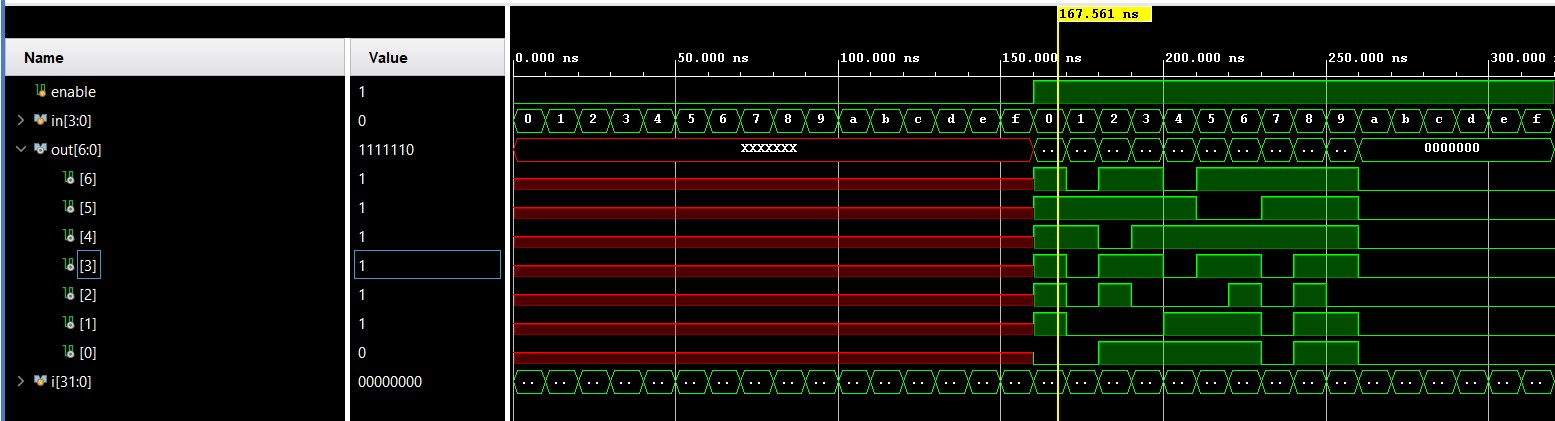 167.561 ns
Name Value 0.000 ns 50.000 ns 100.000 ns 150.000 ns 200.000 ns 250.000 ns 300.000
enable 1
in[3:0] 0 0 1 2 3 4 5 6 7 8 9 a b c d e f 0 1 2 3 4 5 6 7 8 9 a b c d e f
out[6:0] 1111110 XXXXXXX .. .. .. .. .. .. .. .. .. .. 0000000
[6] 1
[5] 1
[4] 1
[3] 1
[2] 1
[1] 1
[0] 0
i[31:0] 00000000 .. .. .. .. .. .. .. .. .. .. .. .. .. .. .. .. .. .. .. .. .. .. .. .. .. .. .. .. .. .. .. ..